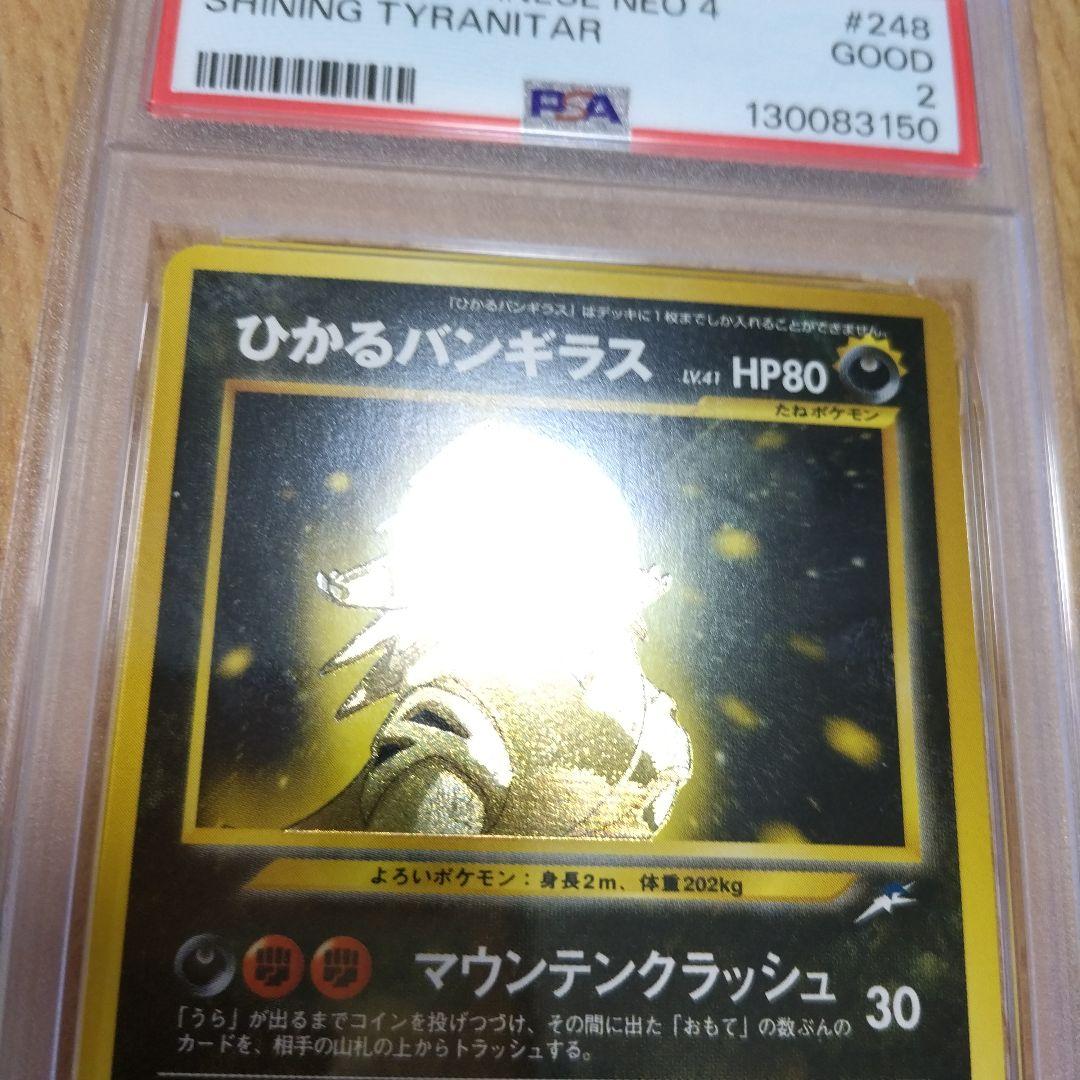 NEO 4
SHINING TYRANITAR
#248
GOOD
2
PSA
130083150
「ひかるバンギラス」はデッキに1枚までしか入れることができません。
ひかるバンギラス LV.41 HP80
たねポケモン
よろいポケモン：身長2m、体重202kg
マウンテンクラッシュ 30
「うら」が出るまでコインを投げつづけ、その間に出た「おもて」の数ぶんの
カードを、相手の山札の上からトラッシュする。